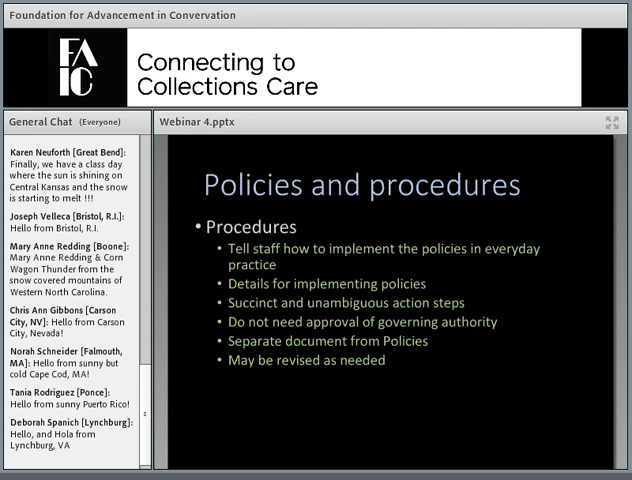 Foundation for Advancement in Convervation
FA
IC
Connecting to
Collections Care
General Chat (Everyone)
Karen Neuforth [Great Bend]:
Finally, we have a class day
where the sun is shining on
Central Kansas and the snow
is starting to melt !!!
Joseph Velleca [Bristol, R.I.]:
Hello from Bristol, R.I.
Mary Anne Redding [Boone]:
Mary Anne Redding & Corn
Wagon Thunder from the
snow covered mountains of
Western North Carolina.
Chris Ann Gibbons [Carson
City, NV]: Hello from Carson
City, Nevada!
Norah Schneider [Falmouth,
MA]: Hello from sunny but
cold Cape Cod, MA!
Tania Rodriguez [Ponce]:
Hello from sunny Puerto Rico!
Deborah Spanich [Lynchburg]:
Hello, and Hola from
Lynchburg, VA
Webinar 4.pptx
Policies and procedures
• Procedures
• Tell staff how to implement the policies in everyday
practice
• Details for implementing policies
• Succinct and unambiguous action steps
• Do not need approval of governing authority
• Separate document from Policies
• May be revised as needed